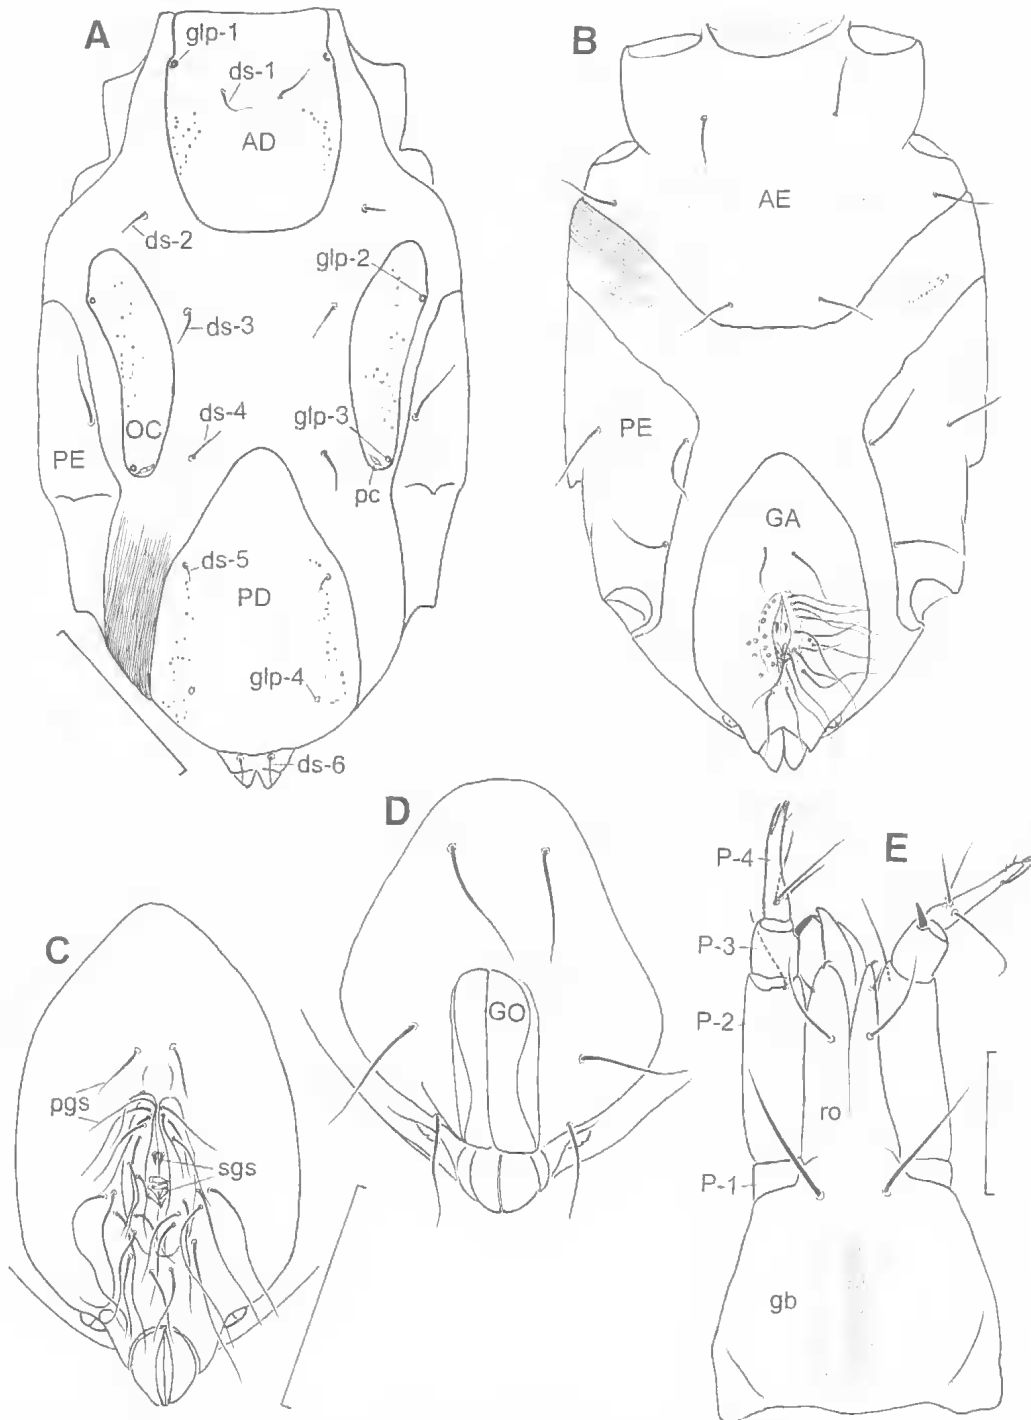 A
glp-1
ds-1
AD
ds-2
glp-2
ds-3
OC
ds-4
glp-3
PE
pc
ds-5
PD
glp-4
ds-6
B
AE
PE
GA
C
pgs
sgs
D
GO
E
P-4
P-3
P-2
ro
P-1
gb